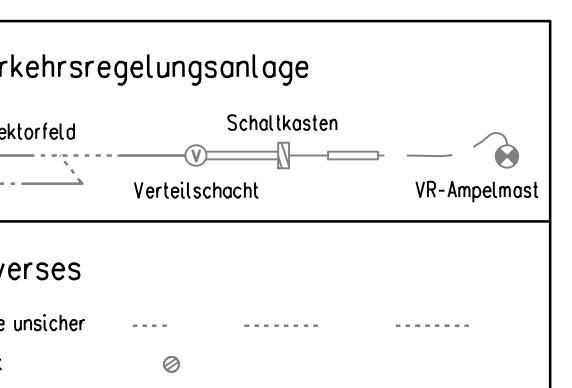 rkehrsregelungsanlage
Schaltkasten
ektorfeld
V
Verteilschacht
VR-Ampelmast
verses
e unsicher